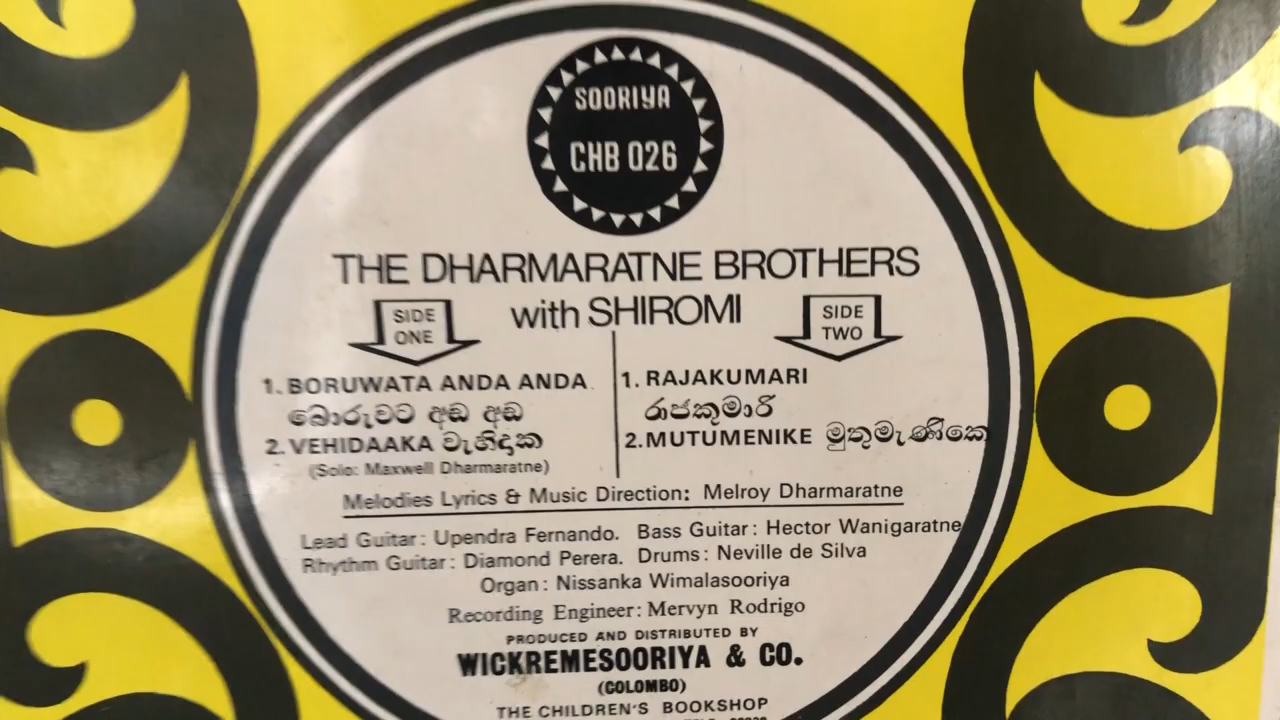 SOORIYA
CHB 026
THE DHARMARATNE BROTHERS
with SHIROMI
SIDE
ONE
1. BORUWATA ANDA ANDA
බොරුවට අඬ අඬ
2. VEHIDAAKA වැහිදාක
(Solo: Maxwell Dharmaratne)
SIDE
TWO
1. RAJAKUMARI
රාජකුමාරි
2. MUTUMENIKE මුතුමැණිකෙ
Melodies Lyrics & Music Direction: Melroy Dharmaratne
Lead Guitar: Upendra Fernando. Bass Guitar: Hector Wanigaratne
Rhythm Guitar: Diamond Perera. Drums: Neville de Silva
Organ: Nissanka Wimalasooriya
Recording Engineer: Mervyn Rodrigo
PRODUCED AND DISTRIBUTED BY
WICKREMESOORIYA & CO.
(COLOMBO)
THE CHILDREN'S BOOKSHOP